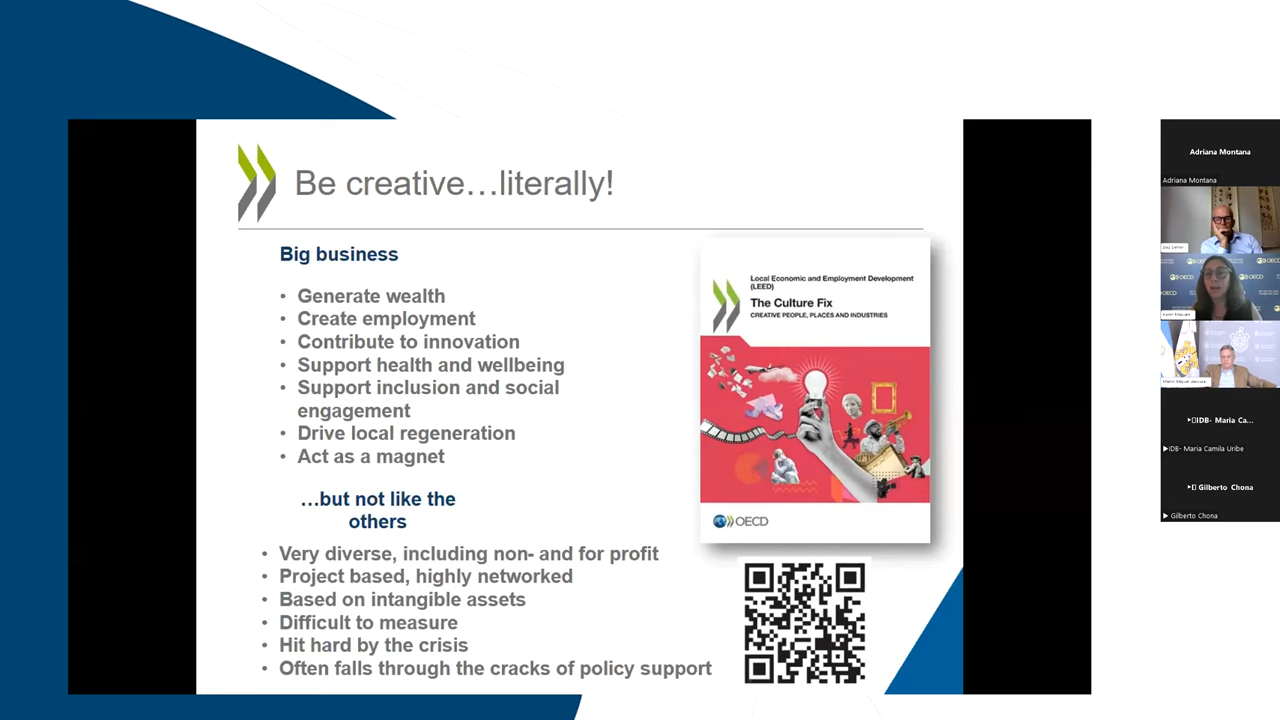 Be creative…literally!
Big business
• Generate wealth
• Create employment
• Contribute to innovation
• Support health and wellbeing
• Support inclusion and social
engagement
• Drive local regeneration
• Act as a magnet
…but not like the
others
• Very diverse, including non- and for profit
• Project based, highly networked
• Based on intangible assets
• Difficult to measure
• Hit hard by the crisis
• Often falls through the cracks of policy support
Local Economic and Employment Development
(LEED)
The Culture Fix
CREATIVE PEOPLE, PLACES AND INDUSTRIES
OECD
Adriana Montana
Adriana Montana
OECD
Karen Maguire
IDB- Maria Ca...
IDB- Maria Camila Uribe
Gilberto Chona
Gilberto Chona